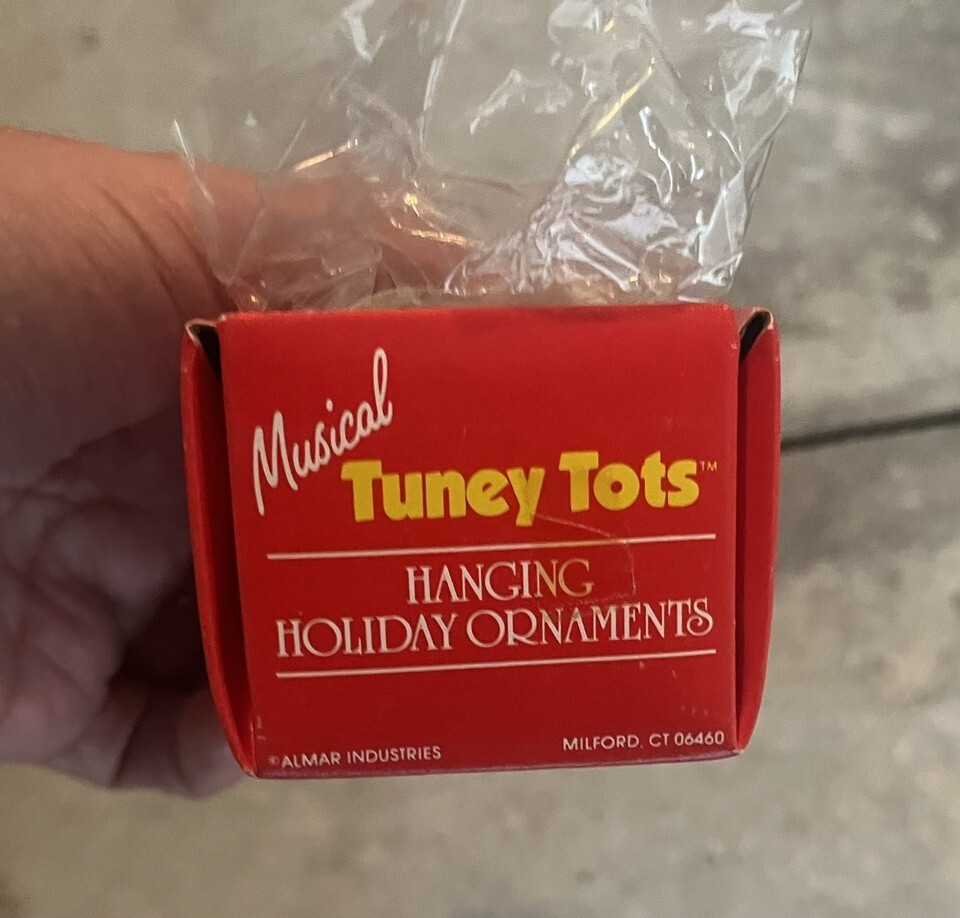 Musical
Tuney Tots™
HANGING
HOLIDAY ORNAMENTS
©ALMAR INDUSTRIES
MILFORD, CT 06460